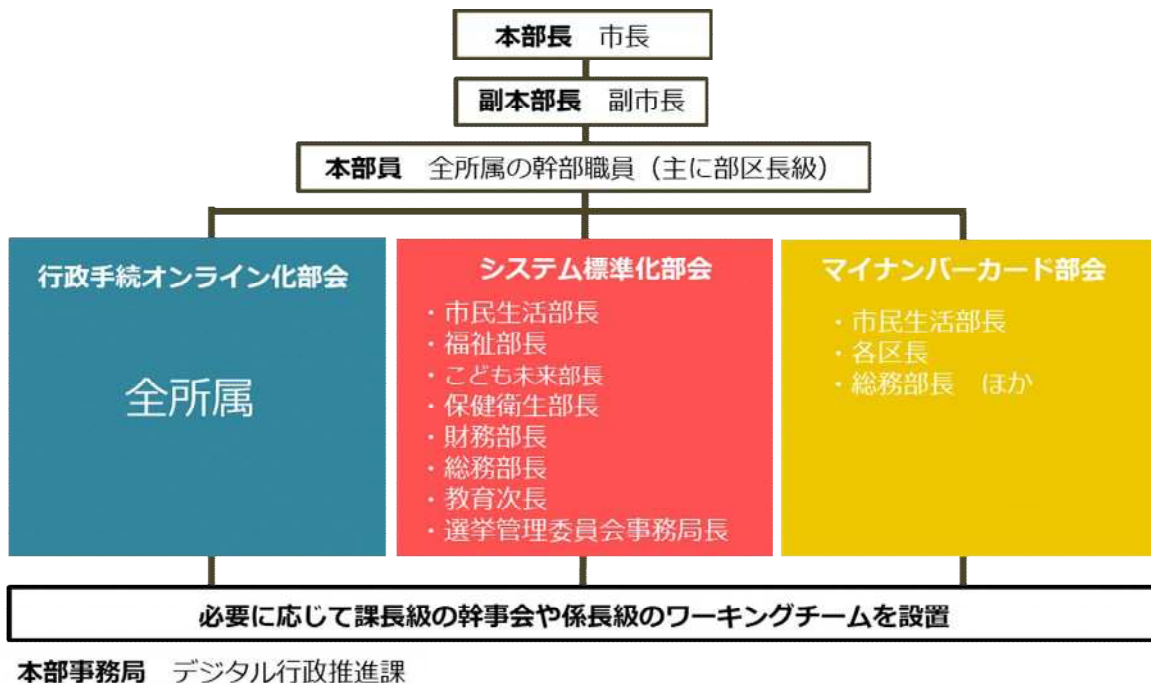 本部長 市長
副本部長 副市長
本部員 全所属の幹部職員（主に部区長級）
行政手続オンライン化部会
全所属
システム標準化部会
・市民生活部長
・福祉部長
・こども未来部長
・保健衛生部長
・財務部長
・総務部長
・教育次長
・選挙管理委員会事務局長
マイナンバーカード部会
・市民生活部長
・各区長
・総務部長 ほか
必要に応じて課長級の幹事会や係長級のワーキングチームを設置
本部事務局 デジタル行政推進課